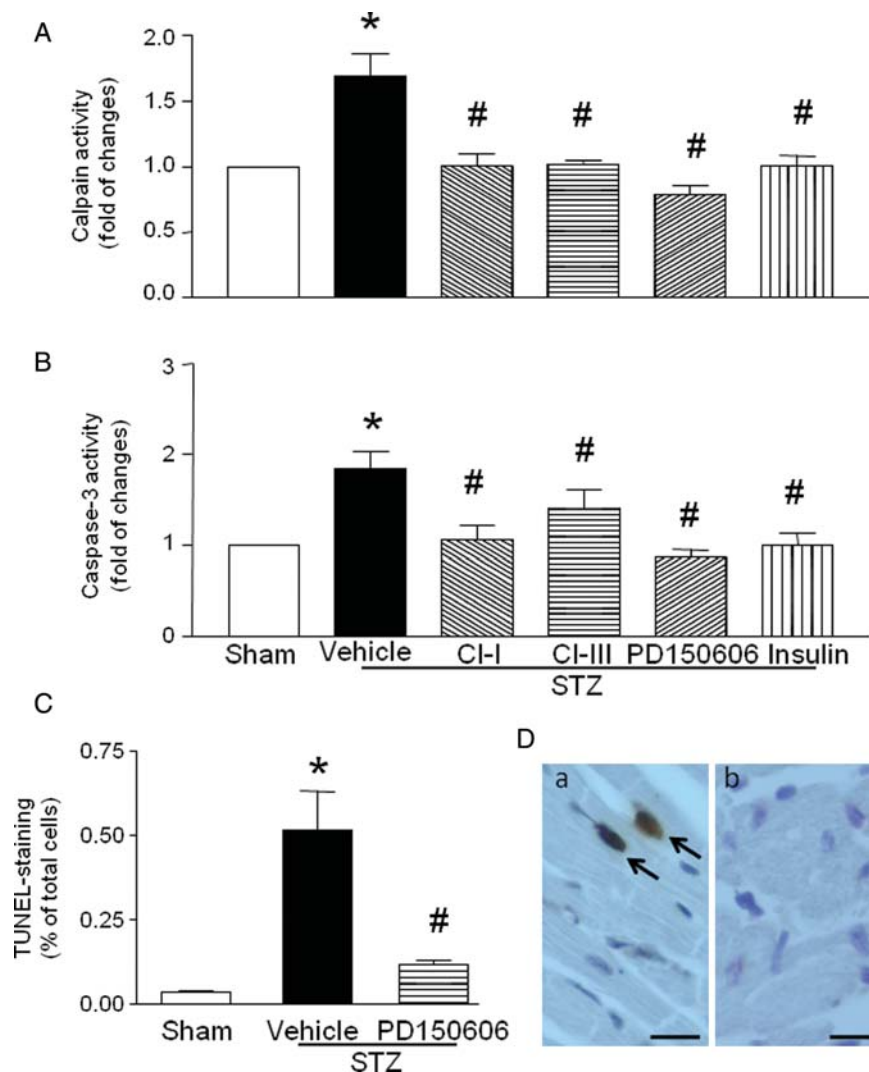 A
Calpain activity
(fold of changes)
2.0
1.5
1.0
0.5
0.0
*
#
#
#
#
B
Caspase-3 activity
(fold of changes)
3
2
1
0
*
#
#
#
#
Sham Vehicle CI-I CI-III PD150606 Insulin
STZ
C
TUNEL-staining
(% of total cells)
0.75
0.50
0.25
0.00
*
#
Sham Vehicle PD150606
STZ
D
a b